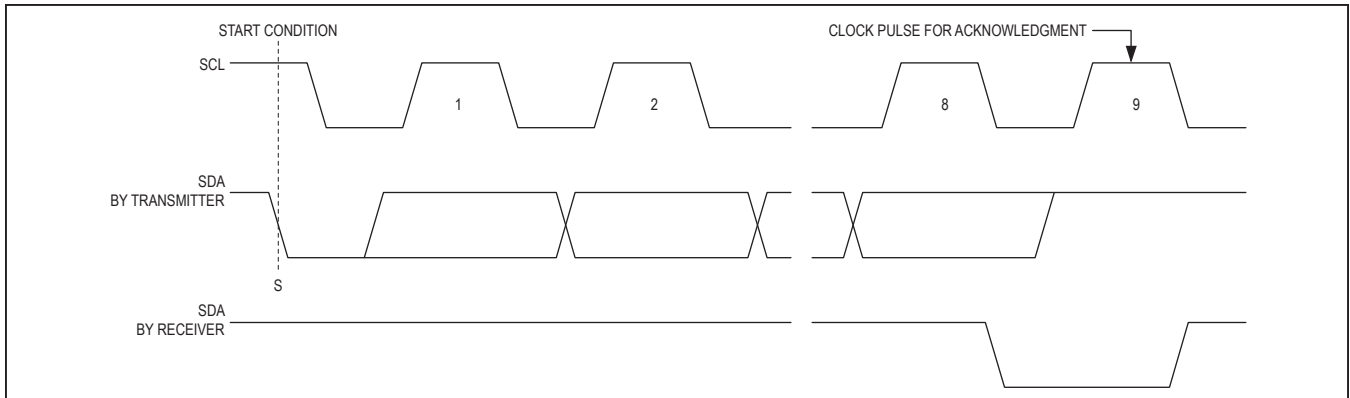 START CONDITION
CLOCK PULSE FOR ACKNOWLEDGMENT
SCL
1
2
8
9
SDA
BY TRANSMITTER
S
SDA
BY RECEIVER